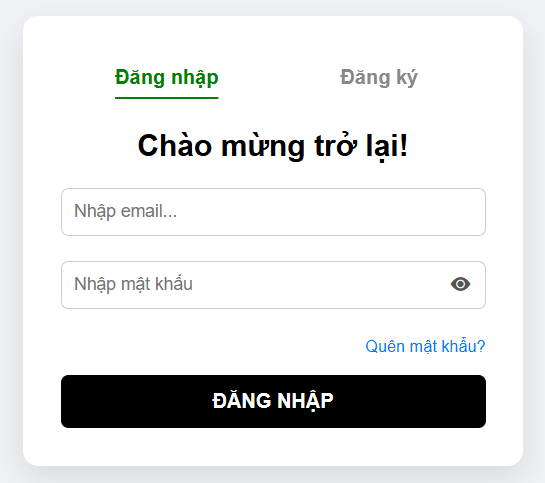 Đăng nhập
Đăng ký
Chào mừng trở lại!
Nhập email...
Nhập mật khẩu
Quên mật khẩu?
ĐĂNG NHẬP